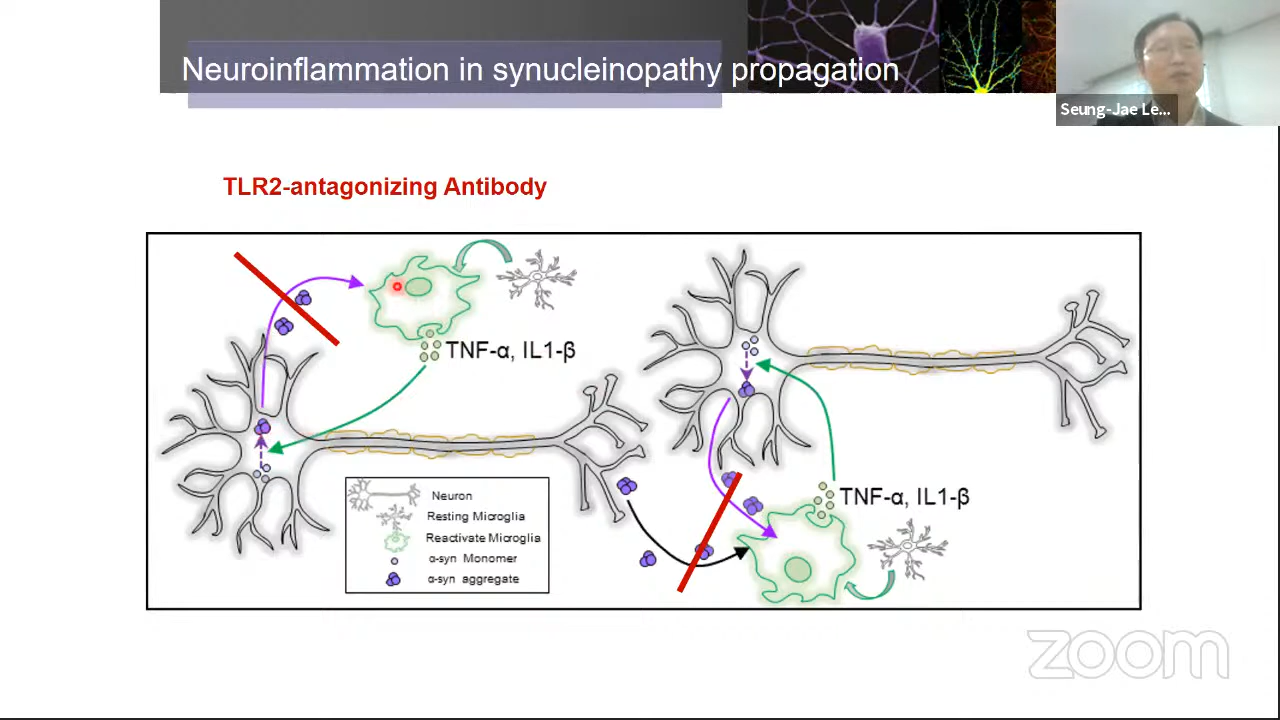 Neuroinflammation in synucleinopathy propagation
Seung-Jae Le...
TLR2-antagonizing Antibody
TNF-α, IL1-β
TNF-α, IL1-β
Neuron
Resting Microglia
Reactivate Microglia
α-syn Monomer
α-syn aggregate
zoom